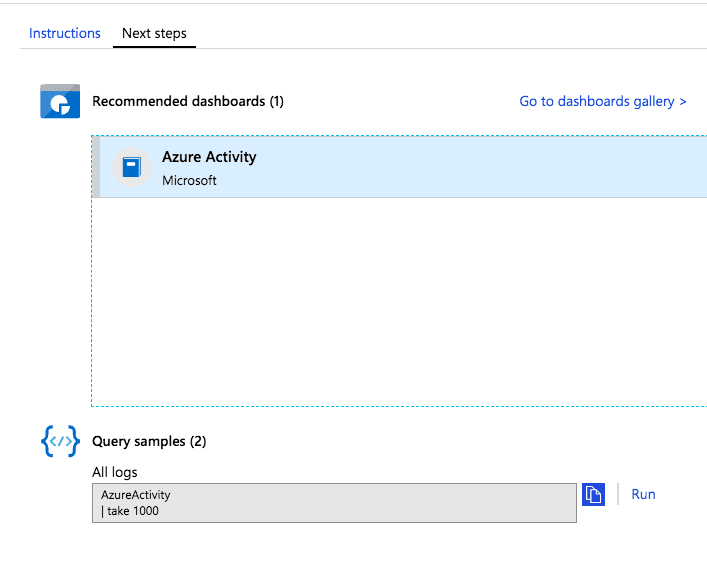 Instructions Next steps
Recommended dashboards (1) Go to dashboards gallery >
Azure Activity
Microsoft
Query samples (2)
All logs
AzureActivity
| take 1000
Run